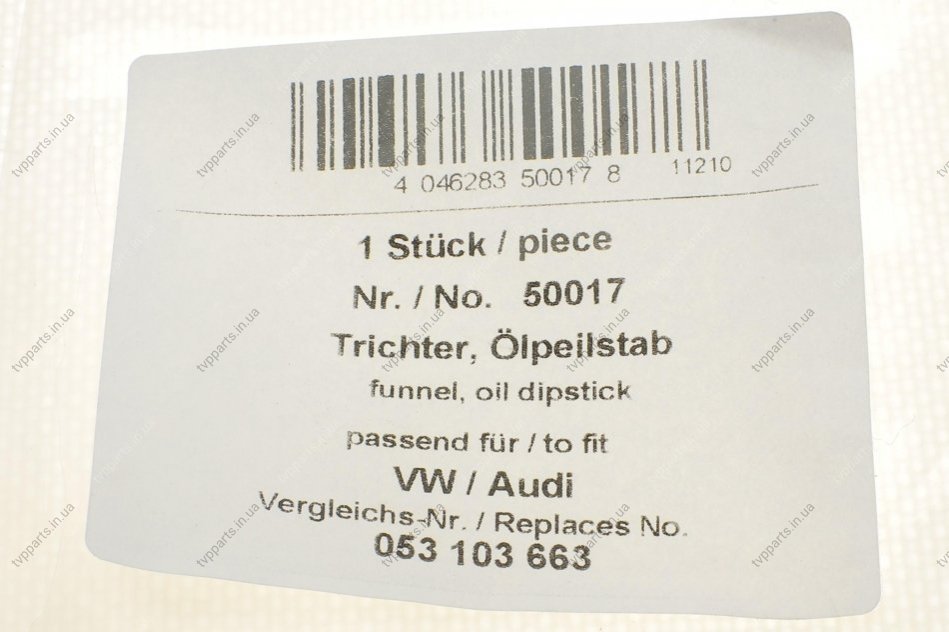 4 046283 50017 8 11210
1 Stück / piece
Nr. / No. 50017
Trichter, Ölpeilstab
funnel, oil dipstick
passend für / to fit
VW / Audi
Vergleichs-Nr. / Replaces No.
053 103 663
tvpparts.in.ua